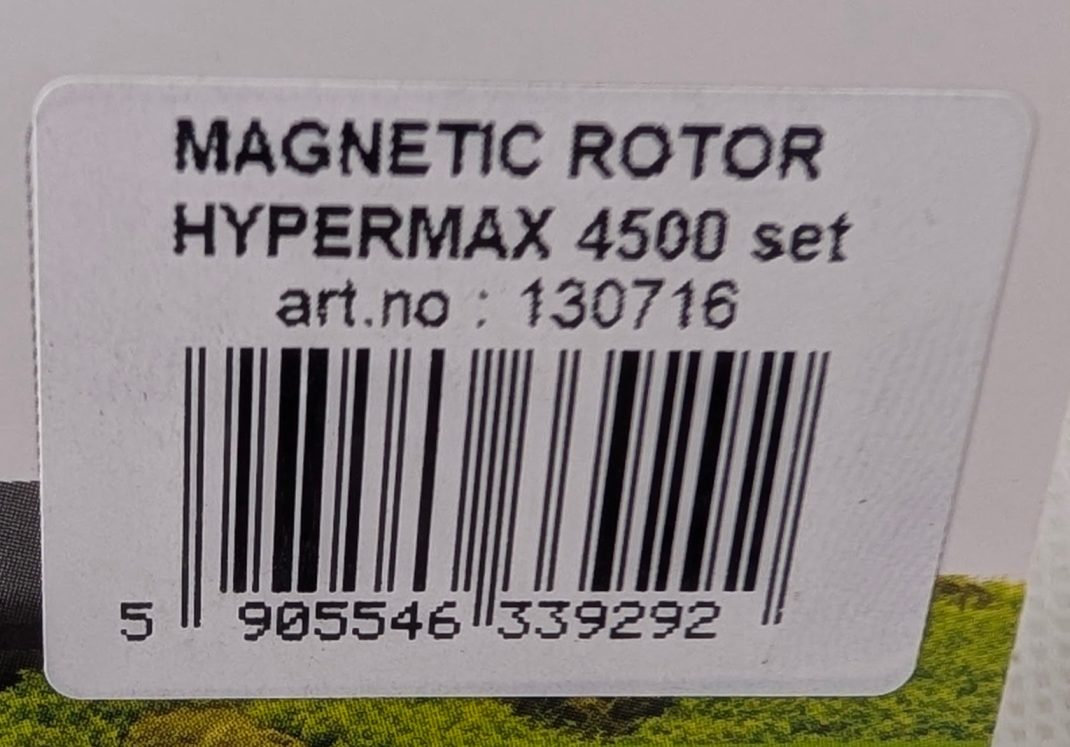 MAGNETIC ROTOR
HYPERMAX 4500 set
art.no : 130716
5 905546 339292